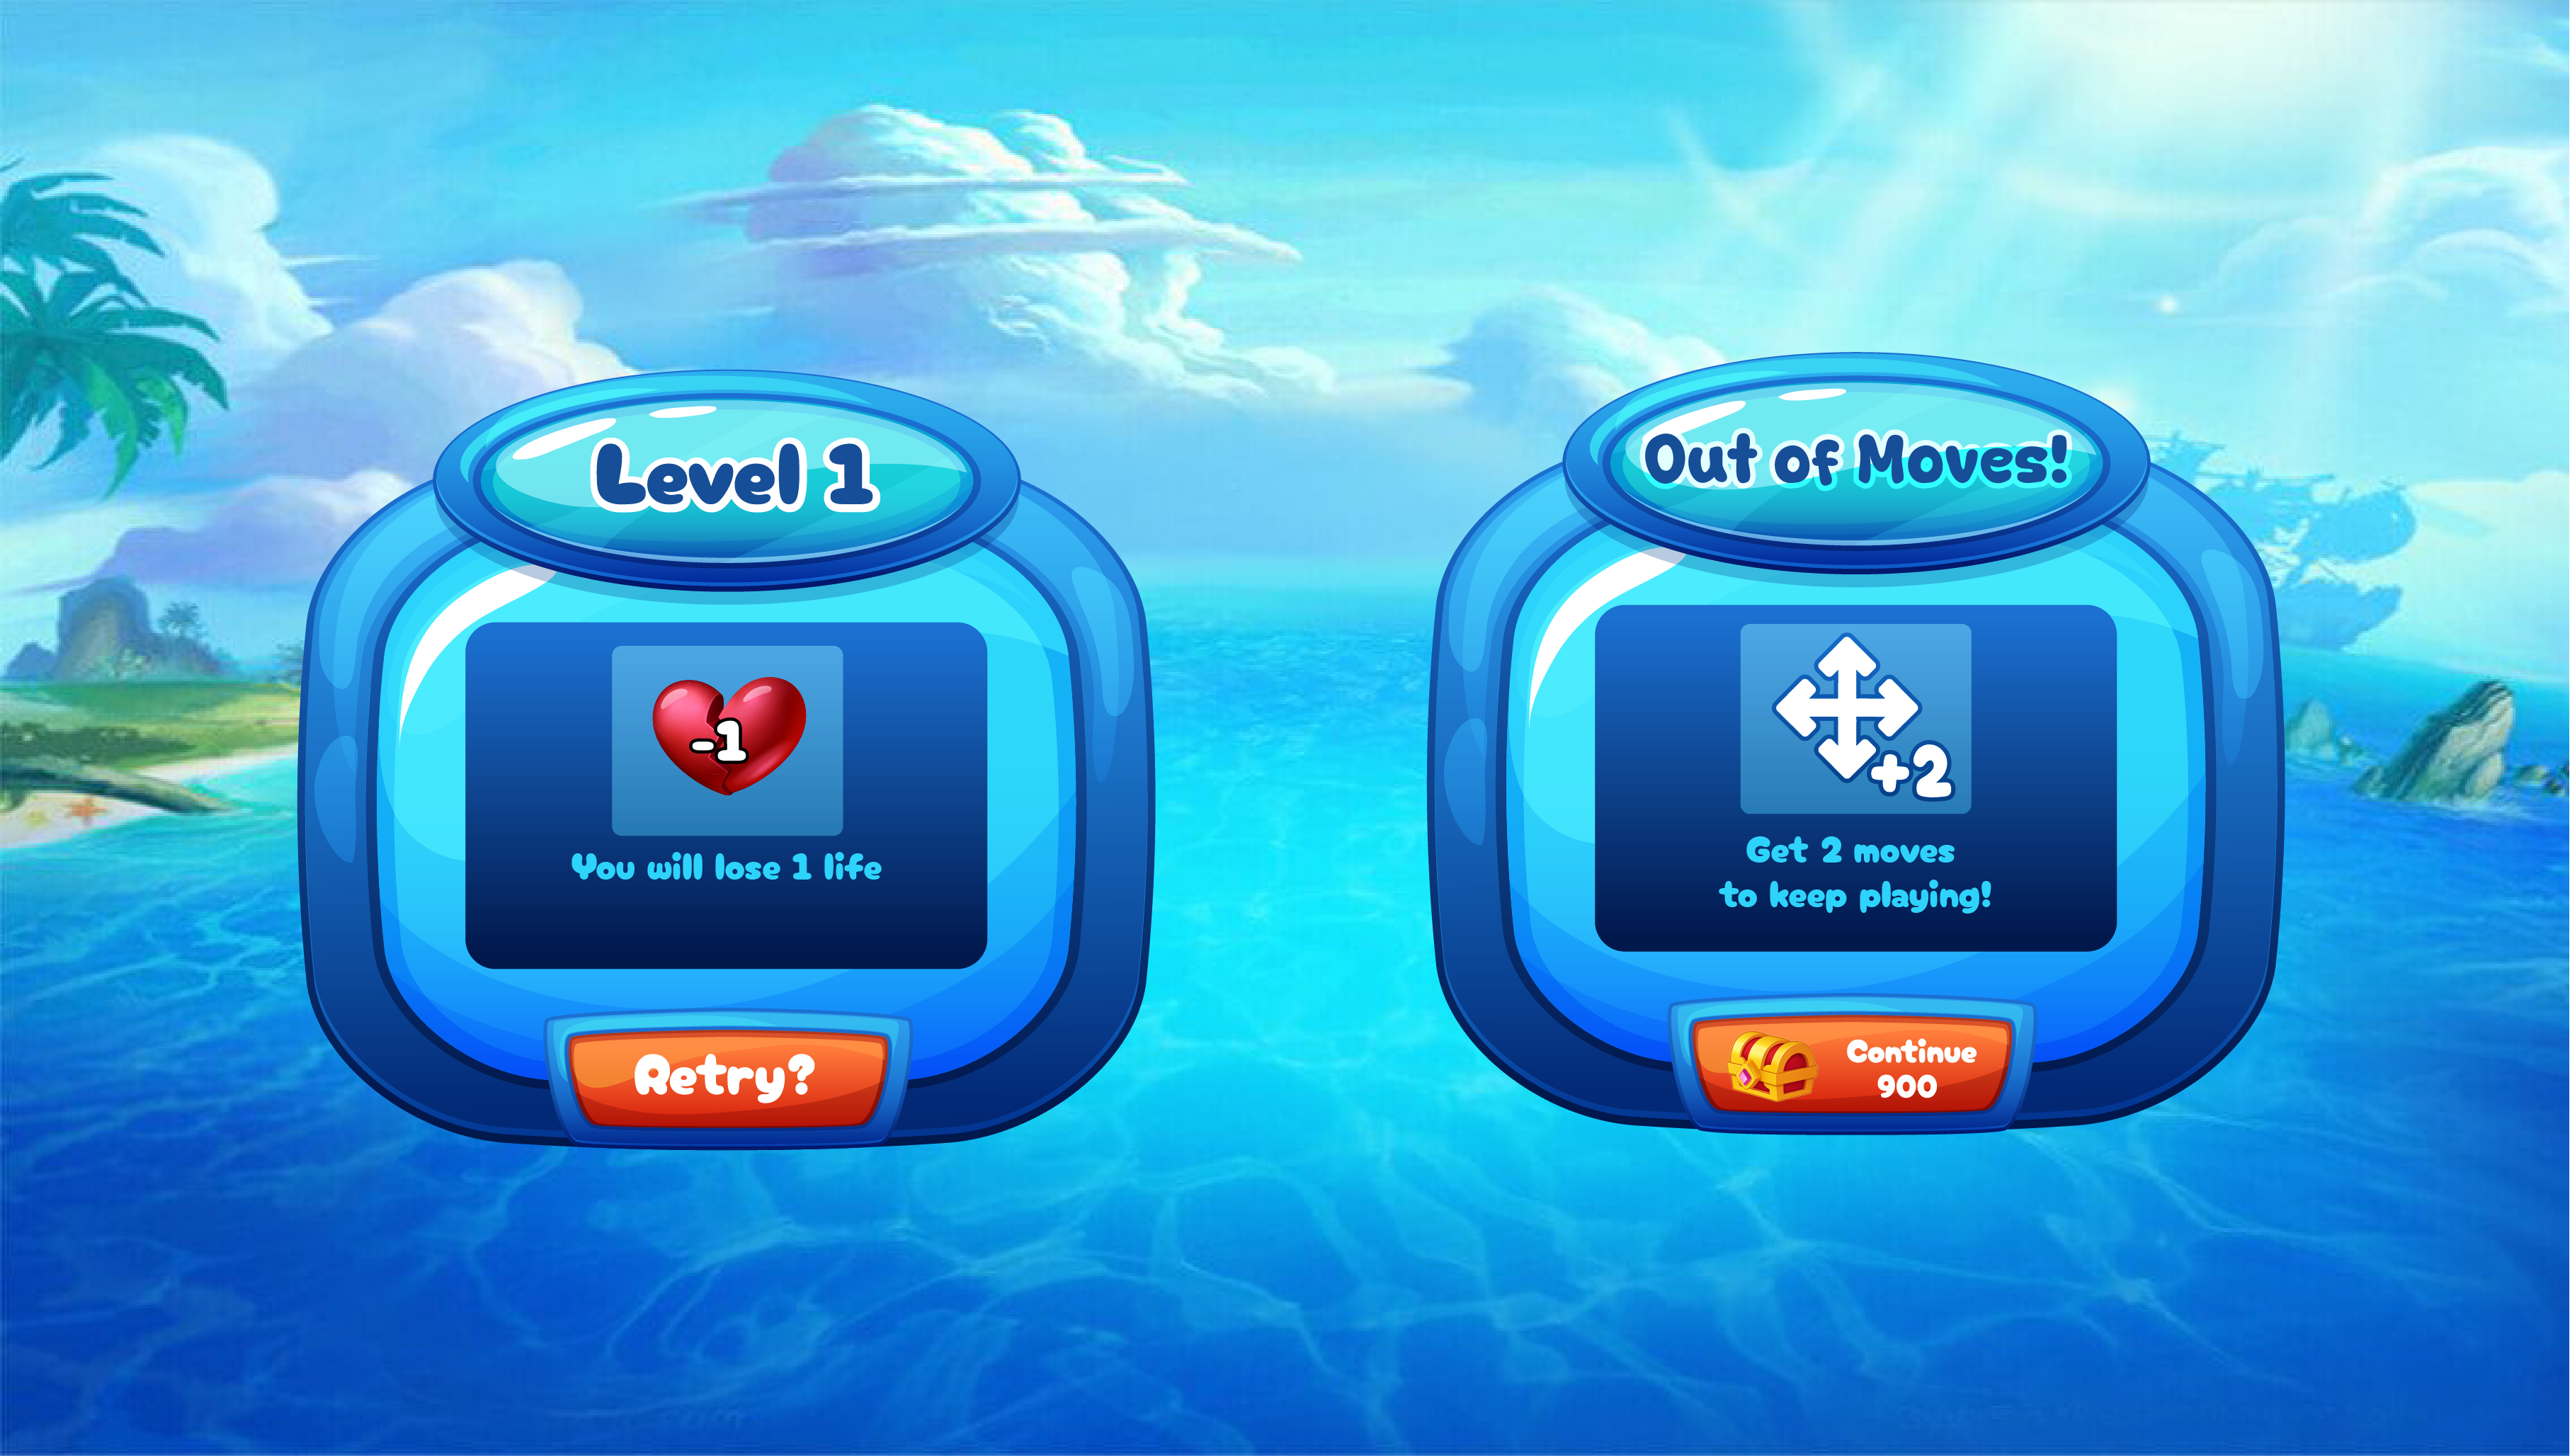 Level 1
-1
You will lose 1 life
Retry?
Out of Moves!
+2
Get 2 moves
to keep playing!
Continue
900